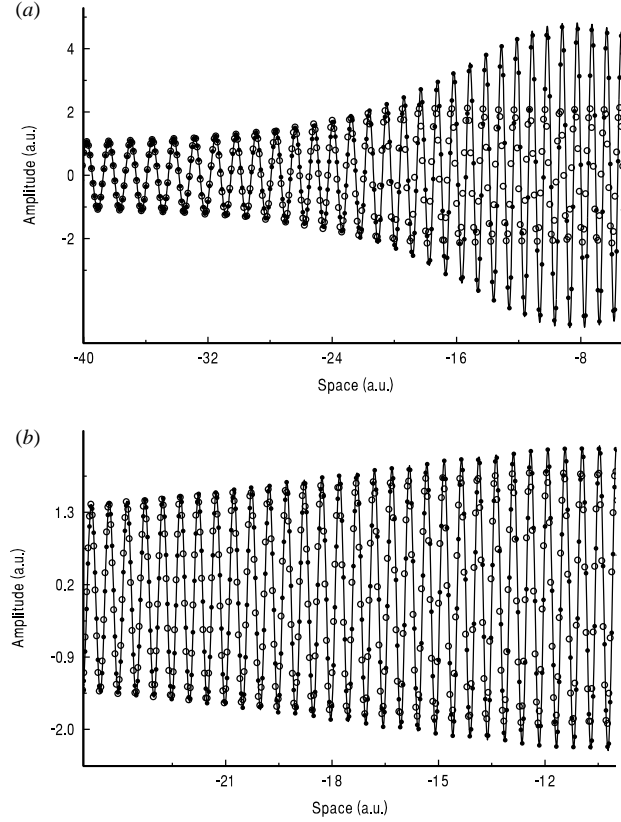 (a)
4
2
0
-2
Amplitude (a.u.)
-40 -32 -24 -16 -8
Space (a.u.)
(b)
1.3
0.2
-0.9
-2.0
Amplitude (a.u.)
-21 -18 -15 -12
Space (a.u.)